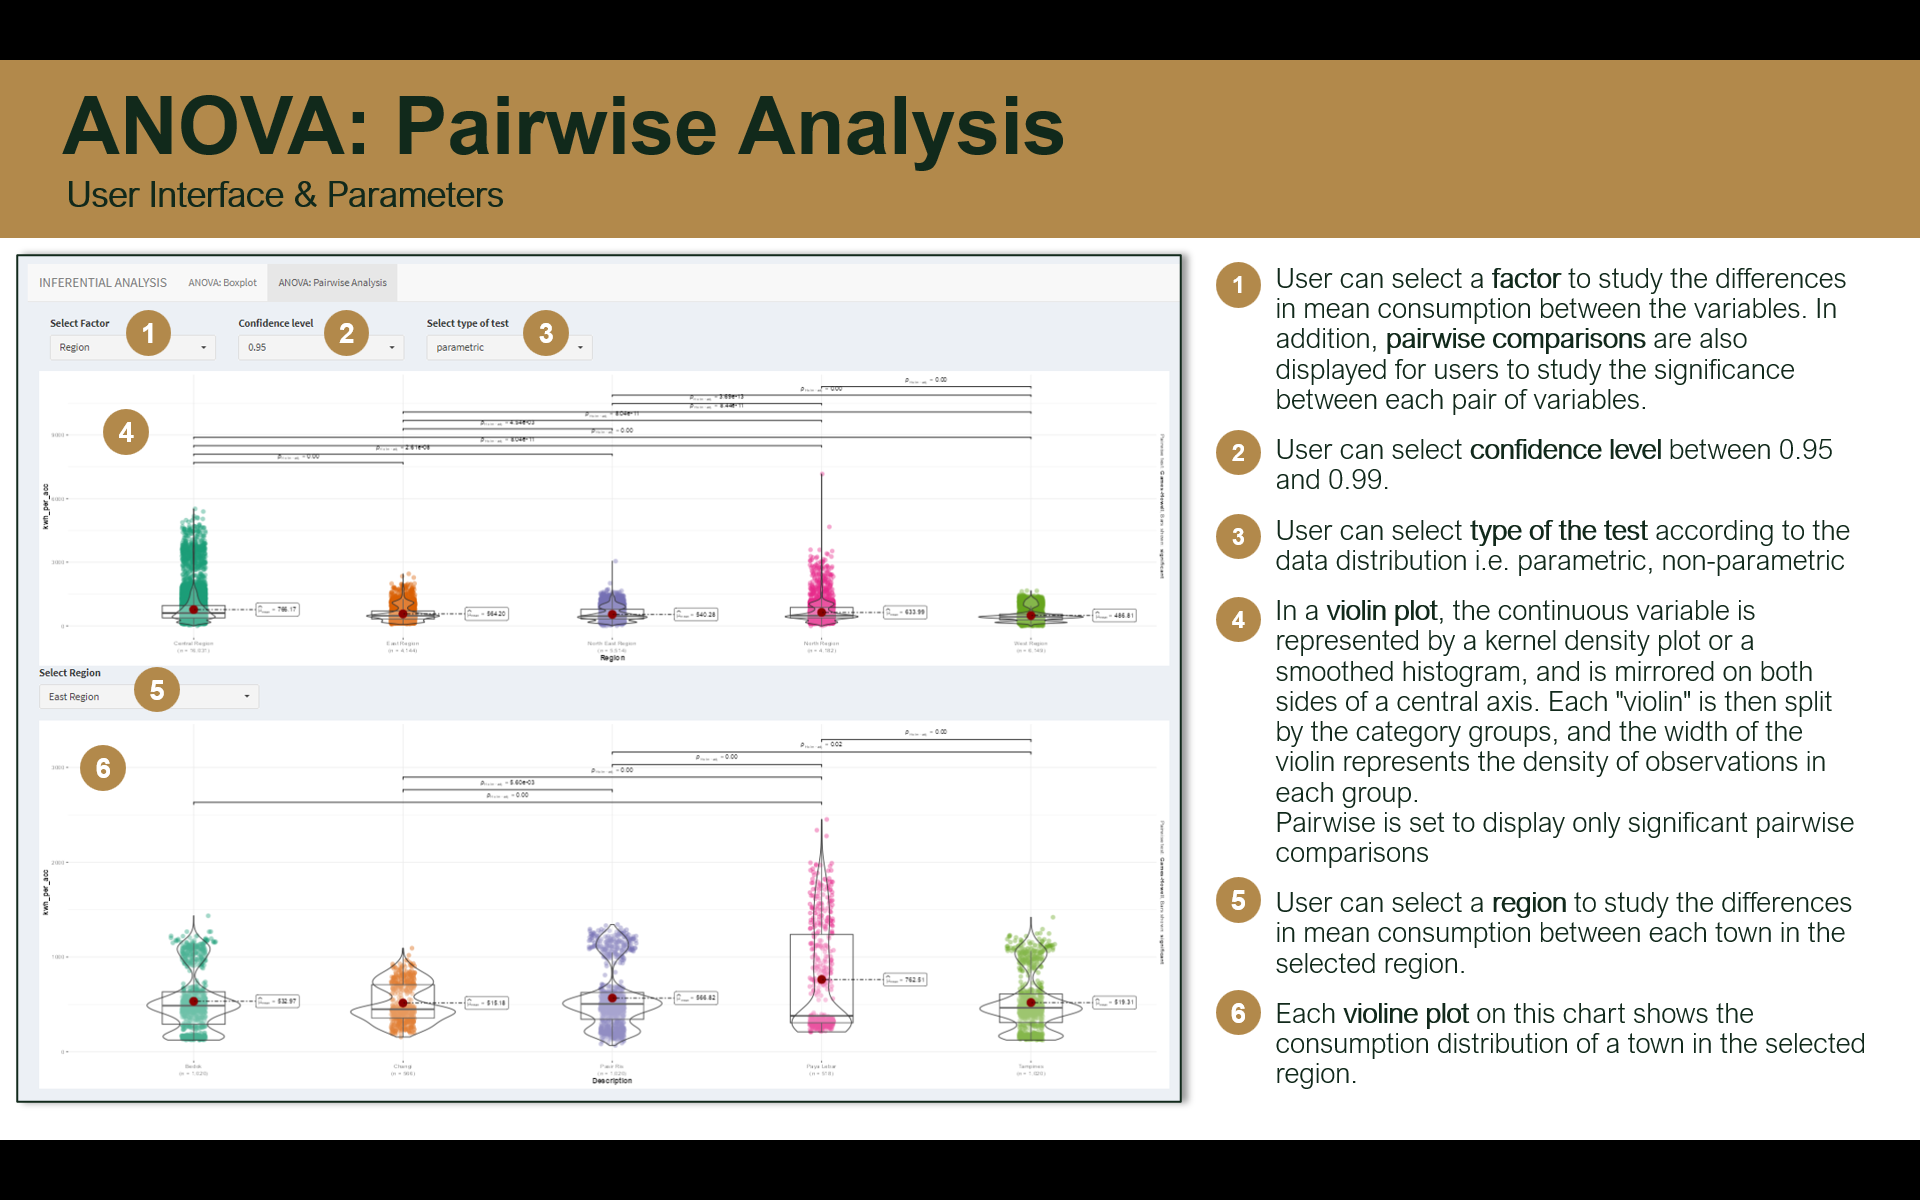 ANOVA: Pairwise Analysis
User Interface & Parameters
INFERENTIAL ANALYSIS ANOVA: Boxplot ANOVA: Pairwise Analysis
Select Factor 1 Confidence level 2 Select type of test 3
Region 0.95 parametric
4
kwh_per_acc
Central Region East Region North East Region North Region West Region
Region
Select Region
East Region
5
6
kwh_per_acc
Bedok Changi Pasir Ris Paya Lebar Tampines
Description
1 User can select a factor to study the differences
in mean consumption between the variables. In
addition, pairwise comparisons are also
displayed for users to study the significance
between each pair of variables.
2 User can select confidence level between 0.95
and 0.99.
3 User can select type of the test according to the
data distribution i.e. parametric, non-parametric
4 In a violin plot, the continuous variable is
represented by a kernel density plot or a
smoothed histogram, and is mirrored on both
sides of a central axis. Each "violin" is then split
by the category groups, and the width of the
violin represents the density of observations in
each group.
Pairwise is set to display only significant pairwise
comparisons
5 User can select a region to study the differences
in mean consumption between each town in the
selected region.
6 Each violine plot on this chart shows the
consumption distribution of a town in the selected
region.